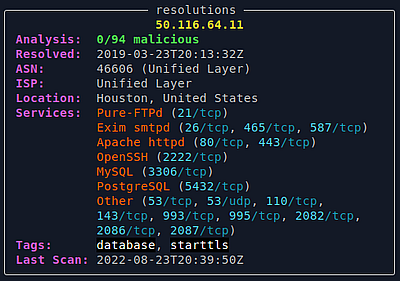 resolutions
50.116.64.11
Analysis: 0/94 malicious
Resolved: 2019-03-23T20:13:32Z
ASN: 46606 (Unified Layer)
ISP: Unified Layer
Location: Houston, United States
Services: Pure-FTPd (21/tcp)
Exim smtpd (26/tcp, 465/tcp, 587/tcp)
Apache httpd (80/tcp, 443/tcp)
OpenSSH (2222/tcp)
MySQL (3306/tcp)
PostgreSQL (5432/tcp)
Other (53/tcp, 53/udp, 110/tcp,
143/tcp, 993/tcp, 995/tcp, 2082/tcp,
2086/tcp, 2087/tcp)
Tags: database, starttls
Last Scan: 2022-08-23T20:39:50Z